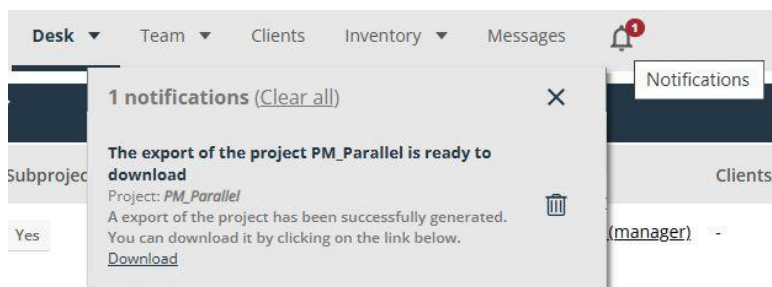 Desk Team Clients Inventory Messages 1
Notifications
1 notifications (Clear all)
The export of the project PM_Parallel is ready to
download
Project: PM_Parallel
A export of the project has been successfully generated.
You can download it by clicking on the link below.
Download
Subprojec Clients
Yes (manager) -